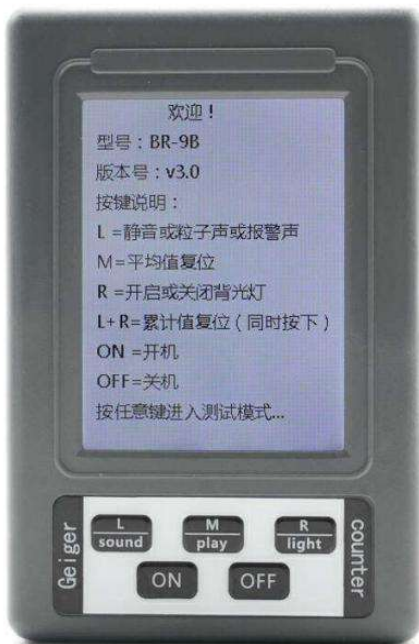 欢迎！
型号：BR-9B
版本号：v3.0
按键说明：
L =静音或粒子声或报警声
M=平均值复位
R =开启或关闭背光灯
L+R=累计值复位（同时按下）
ON =开机
OFF=关机
按任意键进入测试模式...
Geiger
L
sound
M
play
R
light
counter
ON
OFF